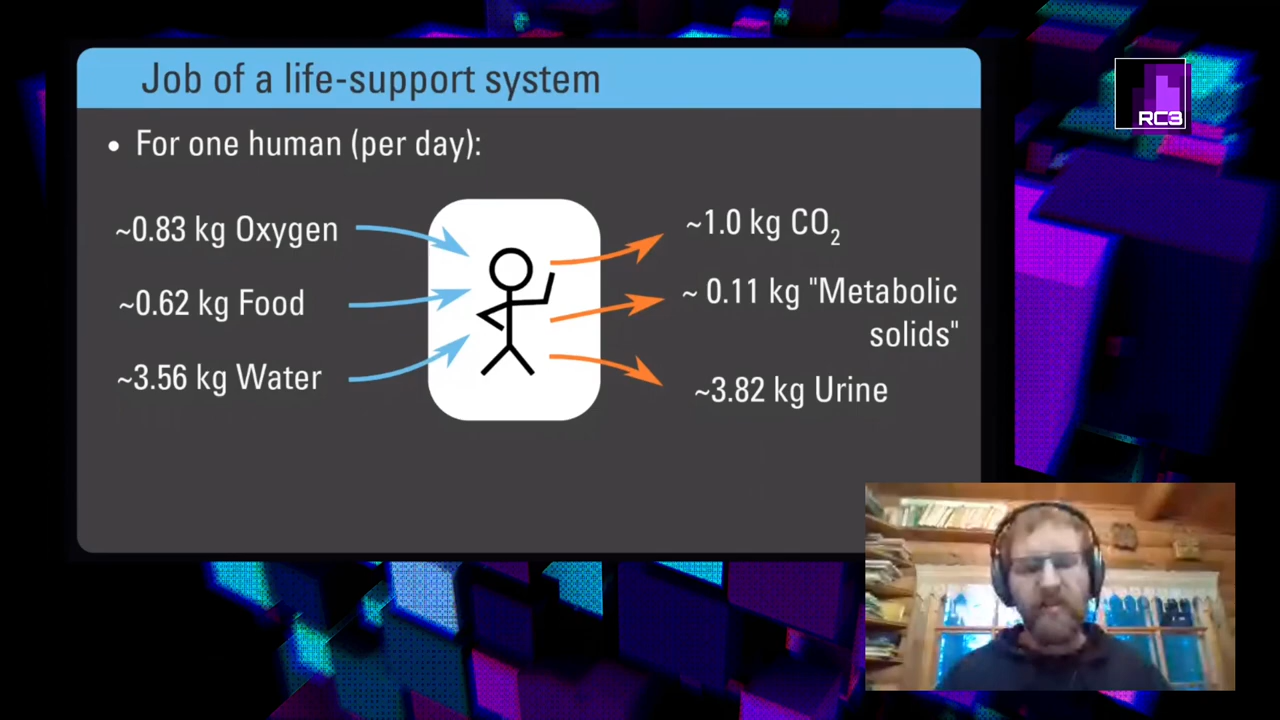 Job of a life-support system
RC3
• For one human (per day):
~0.83 kg Oxygen
~0.62 kg Food
~3.56 kg Water
~1.0 kg CO₂
~ 0.11 kg "Metabolic
solids"
~3.82 kg Urine